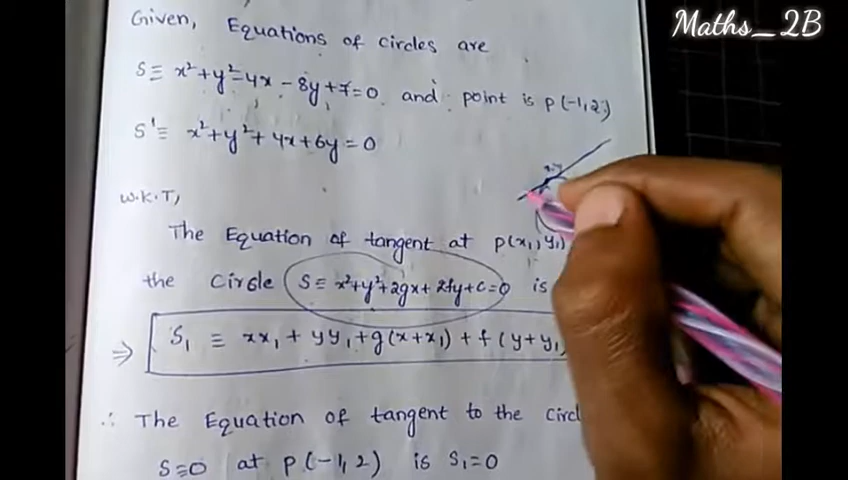 Maths_2B
Given, Equations of circles are
S ≡ x²+y²-4x-8y+7=0 and point is P(-1,2)
S' ≡ x²+y²+4x+6y=0
W.K.T,
The Equation of tangent at P(x₁,y₁)
the Circle S ≡ x²+y²+2gx+2fy+c=0 is
⇒ S₁ ≡ xx₁+yy₁+g(x+x₁)+f(y+y₁)
∴ The Equation of tangent to the Circ
S≡0 at P(-1,2) is S₁=0